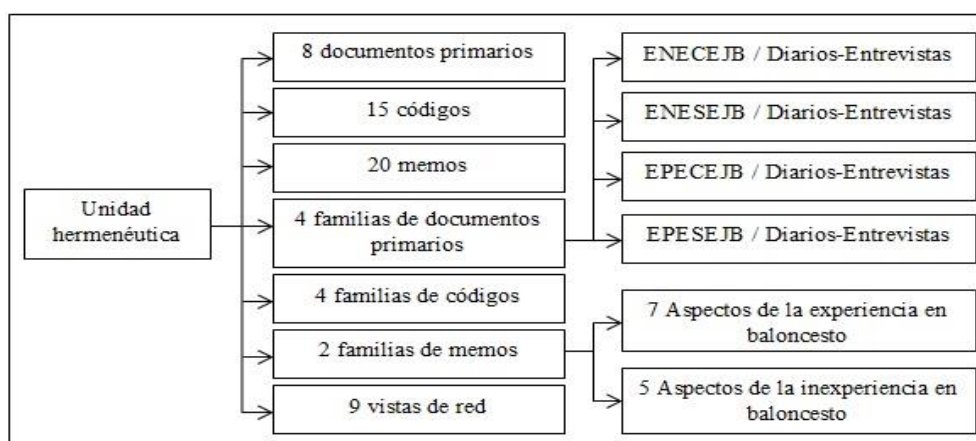 Unidad
hermenéutica
8 documentos primarios
15 códigos
20 memos
4 familias de documentos
primarios
4 familias de códigos
2 familias de memos
9 vistas de red
ENECEJB / Diarios-Entrevistas
ENESEJB / Diarios-Entrevistas
EPECEJB / Diarios-Entrevistas
EPESEJB / Diarios-Entrevistas
7 Aspectos de la experiencia en
baloncesto
5 Aspectos de la inexperiencia en
baloncesto